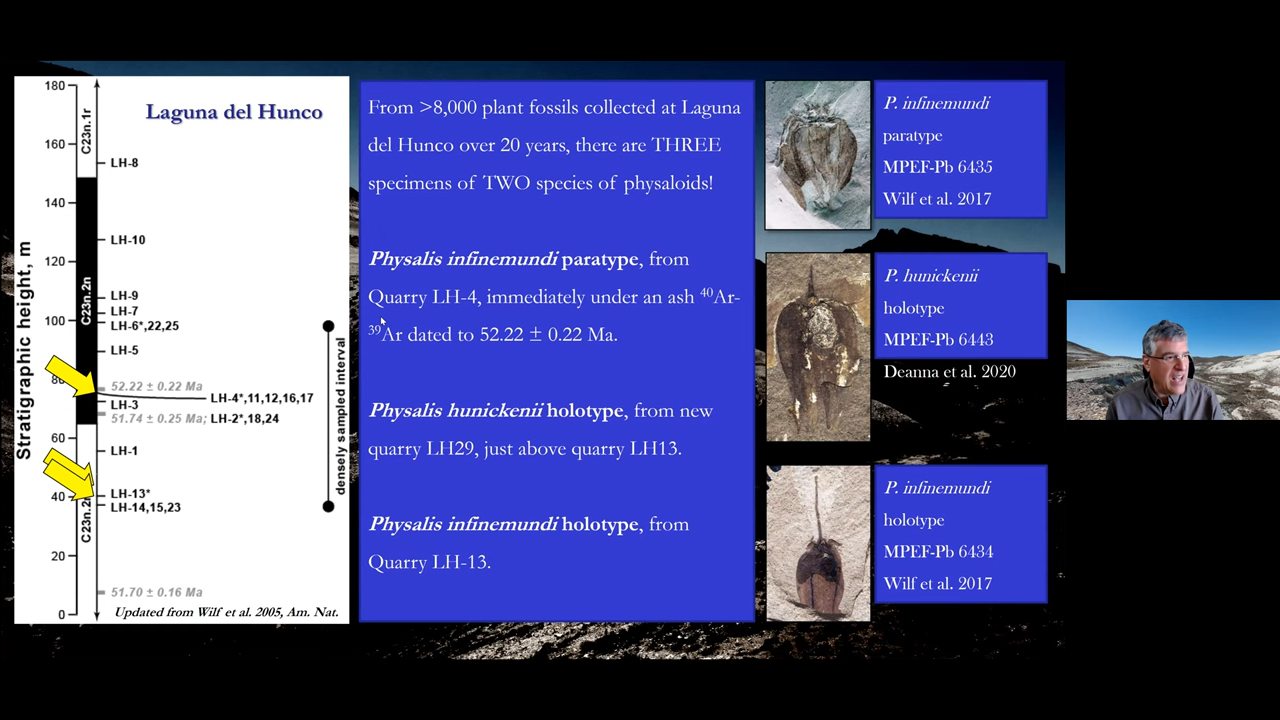 Laguna del Hunco
Stratigraphic height, m
180
160
140
120
100
80
60
40
20
0
C23n.1r
C23n.2n
LH-8
LH-10
LH-9
LH-7
LH-6*,22,25
LH-5
52.22 ± 0.22 Ma
LH-4*,11,12,16,17
LH-3
51.74 ± 0.25 Ma; LH-2*,18,24
LH-1
LH-13*
LH-14,15,23
51.70 ± 0.16 Ma
densely sampled interval
Updated from Wilf et al. 2005, Am. Nat.
From >8,000 plant fossils collected at Laguna
del Hunco over 20 years, there are THREE
specimens of TWO species of physaloids!
Physalis infinemundi paratype, from
Quarry LH-4, immediately under an ash ⁴⁰Ar-
³⁹Ar dated to 52.22 ± 0.22 Ma.
Physalis hunickenii holotype, from new
quarry LH29, just above quarry LH13.
Physalis infinemundi holotype, from
Quarry LH-13.
P. infinemundi
paratype
MPEF-Pb 6435
Wilf et al. 2017
P. hunickenii
holotype
MPEF-Pb 6443
Deanna et al. 2020
P. infinemundi
holotype
MPEF-Pb 6434
Wilf et al. 2017